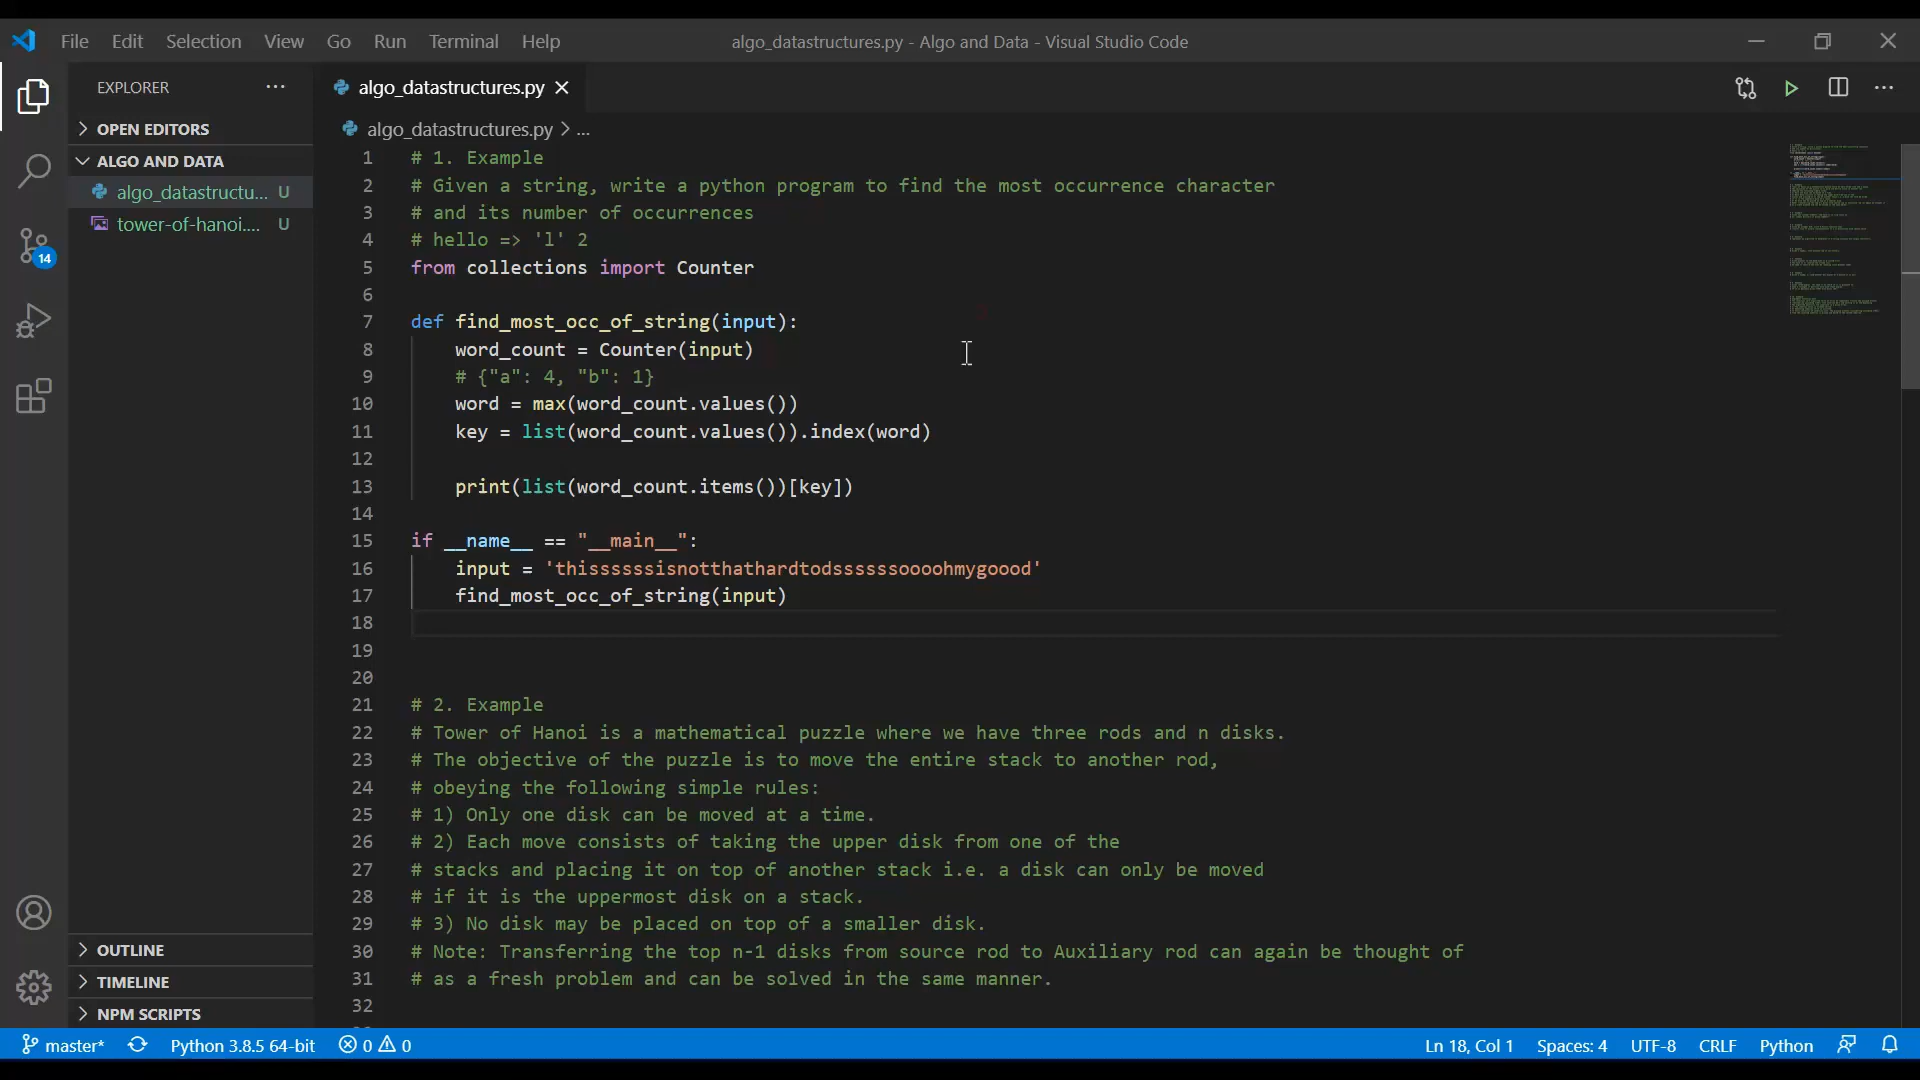 File Edit Selection View Go Run Terminal Help
algo_datastructures.py - Algo and Data - Visual Studio Code
EXPLORER
algo_datastructures.py
OPEN EDITORS
algo_datastructures.py > ...
ALGO AND DATA
algo_datastructu... U
tower-of-hanoi.... U
14
1 # 1. Example
2 # Given a string, write a python program to find the most occurrence character
3 # and its number of occurrences
4 # hello => 'l' 2
5 from collections import Counter
6
7 def find_most_occ_of_string(input):
8 word_count = Counter(input)
9 # {"a": 4, "b": 1}
10 word = max(word_count.values())
11 key = list(word_count.values()).index(word)
12
13 print(list(word_count.items())[key])
14
15 if __name__ == "__main__":
16 input = 'thissssssisnotthathardtodssssssoooohmygoood'
17 find_most_occ_of_string(input)
18
19
20
21 # 2. Example
22 # Tower of Hanoi is a mathematical puzzle where we have three rods and n disks.
23 # The objective of the puzzle is to move the entire stack to another rod,
24 # obeying the following simple rules:
25 # 1) Only one disk can be moved at a time.
26 # 2) Each move consists of taking the upper disk from one of the
27 # stacks and placing it on top of another stack i.e. a disk can only be moved
28 # if it is the uppermost disk on a stack.
29 # 3) No disk may be placed on top of a smaller disk.
30 # Note: Transferring the top n-1 disks from source rod to Auxiliary rod can again be thought of
31 # as a fresh problem and can be solved in the same manner.
32
OUTLINE
TIMELINE
NPM SCRIPTS
master* Python 3.8.5 64-bit 0 0 Ln 18, Col 1 Spaces: 4 UTF-8 CRLF Python